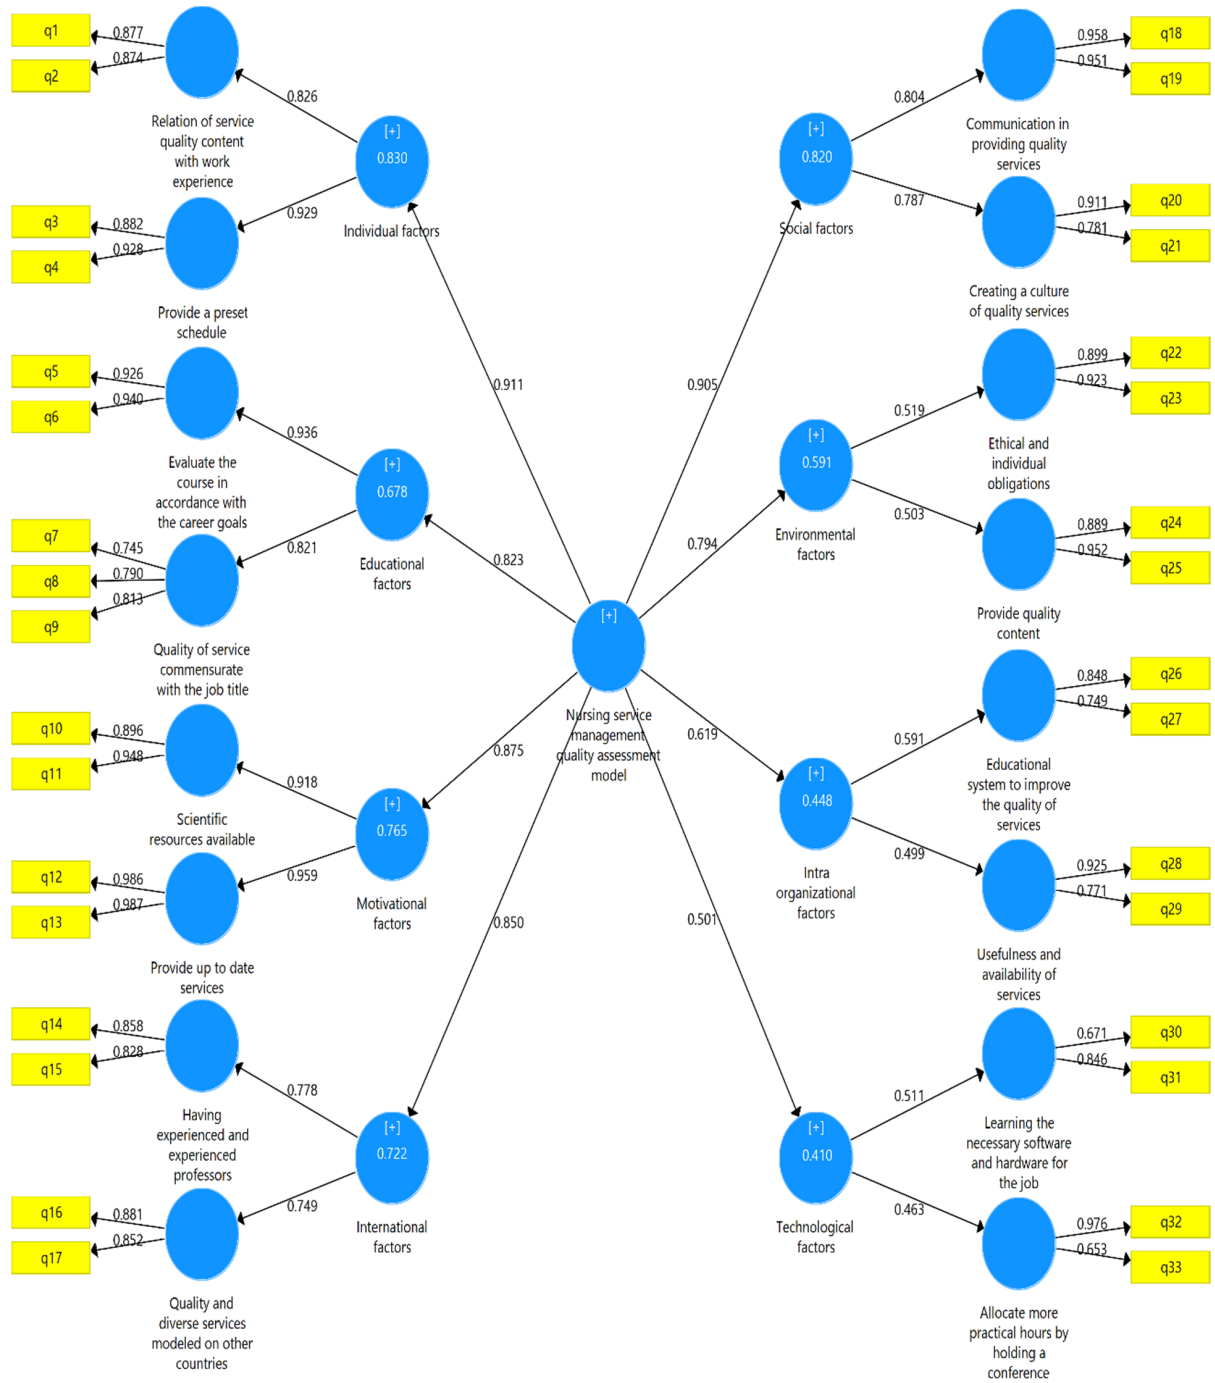 q1
0.877
q2
0.874
Relation of service
quality content
with work
experience
0.826
q3
0.882
q4
0.928
Provide a preset
schedule
0.929
[+]
0.830
Individual factors
0.911
q5
0.926
q6
0.940
Evaluate the
course in
accordance with
the career goals
0.936
q7
0.745
q8
0.790
q9
0.813
Quality of service
commensurate
with the job title
0.821
[+]
0.678
Educational
factors
0.823
q10
0.896
q11
0.948
Scientific
resources available
0.918
q12
0.986
q13
0.987
Provide up to date
services
0.959
[+]
0.765
Motivational
factors
0.875
q14
0.858
q15
0.828
Having
experienced and
experienced
professors
0.778
q16
0.881
q17
0.852
Quality and
diverse services
modeled on other
countries
0.749
[+]
0.722
International
factors
0.850
[+]
Nursing service
management
quality assessment
model
0.905
[+]
0.820
Social factors
0.804
0.958
q18
0.951
q19
Communication in
providing quality
services
0.787
0.911
q20
0.781
q21
Creating a culture
of quality services
0.794
[+]
0.591
Environmental
factors
0.519
0.899
q22
0.923
q23
Ethical and
individual
obligations
0.503
0.889
q24
0.952
q25
Provide quality
content
0.619
[+]
0.448
Intra
organizational
factors
0.591
0.848
q26
0.749
q27
Educational
system to improve
the quality of
services
0.499
0.925
q28
0.771
q29
Usefulness and
availability of
services
0.501
[+]
0.410
Technological
factors
0.511
0.671
q30
0.846
q31
Learning the
necessary software
and hardware for
the job
0.463
0.976
q32
0.653
q33
Allocate more
practical hours by
holding a
conference